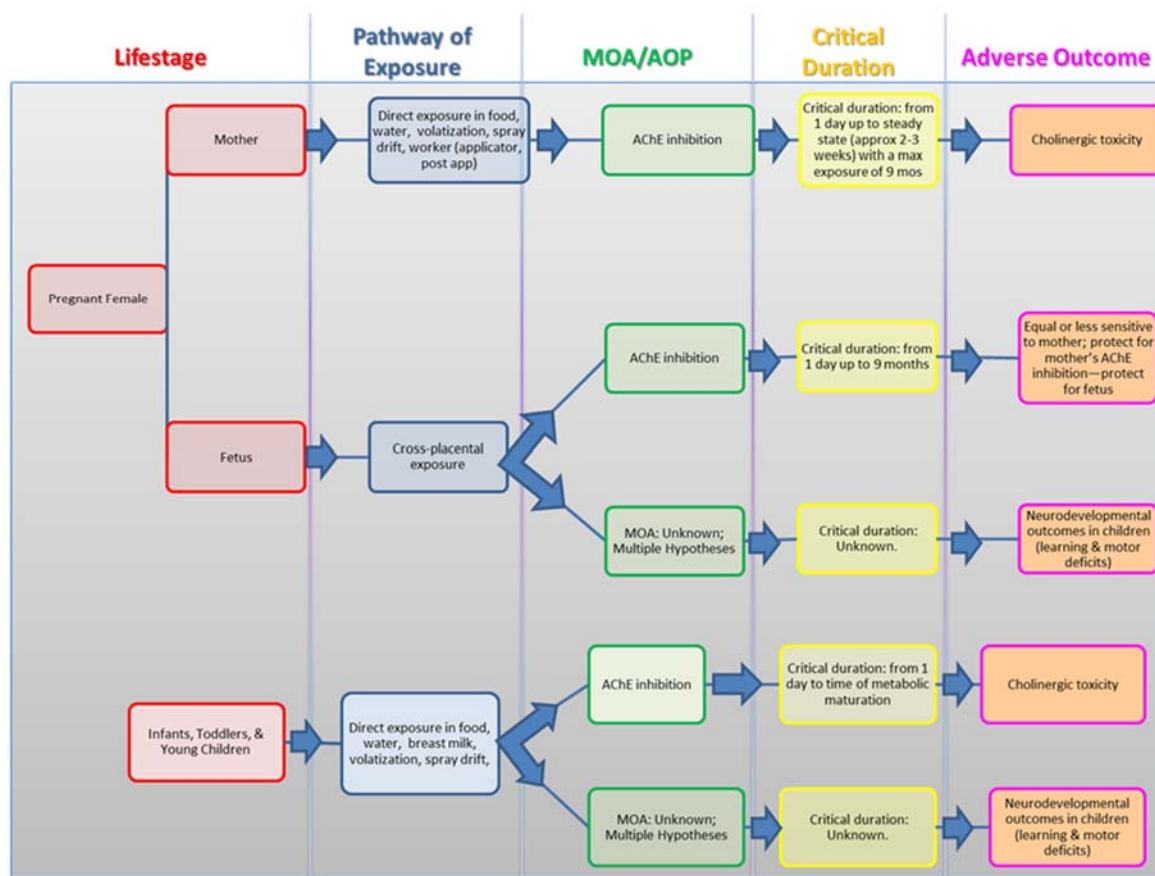 Lifestage
Pathway of
Exposure
MOA/AOP
Critical
Duration
Adverse Outcome
Mother
Direct exposure in food,
water, volatization, spray
drift, worker (applicator,
post app)
AChE inhibition
Critical duration: from
1 day up to steady
state (approx 2-3
weeks) with a max
exposure of 9 mos
Cholinergic toxicity
Pregnant Female
AChE inhibition
Critical duration: from
1 day up to 9 months
Equal or less sensitive
to mother; protect for
mother's AChE
inhibition—protect
for fetus
Fetus
Cross-placental
exposure
MOA: Unknown;
Multiple Hypotheses
Critical duration:
Unknown.
Neurodevelopmental
outcomes in children
(learning & motor
deficits)
Infants, Toddlers, &
Young Children
Direct exposure in food,
water,  breast milk,
volatization, spray drift,
AChE inhibition
Critical duration: from 1
day to time of metabolic
maturation
Cholinergic toxicity
MOA: Unknown;
Multiple Hypotheses
Critical duration:
Unknown.
Neurodevelopmental
outcomes in children
(learning & motor
deficits)